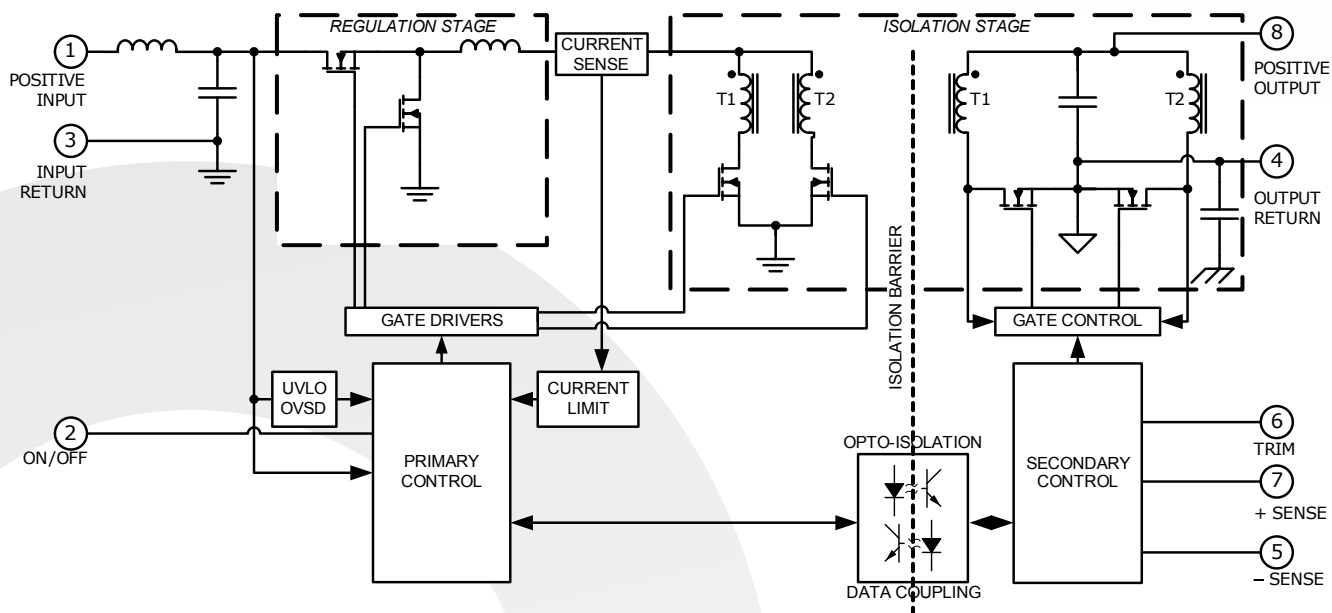 REGULATION STAGE
ISOLATION STAGE
1
POSITIVE
INPUT
CURRENT
SENSE
8
POSITIVE
OUTPUT
T1
T2
T1
T2
3
INPUT
RETURN
4
OUTPUT
RETURN
ISOLATION BARRIER
GATE DRIVERS
GATE CONTROL
UVLO
OVSD
CURRENT
LIMIT
2
ON/OFF
PRIMARY
CONTROL
OPTO-ISOLATION
DATA COUPLING
SECONDARY
CONTROL
6
TRIM
7
+ SENSE
5
– SENSE